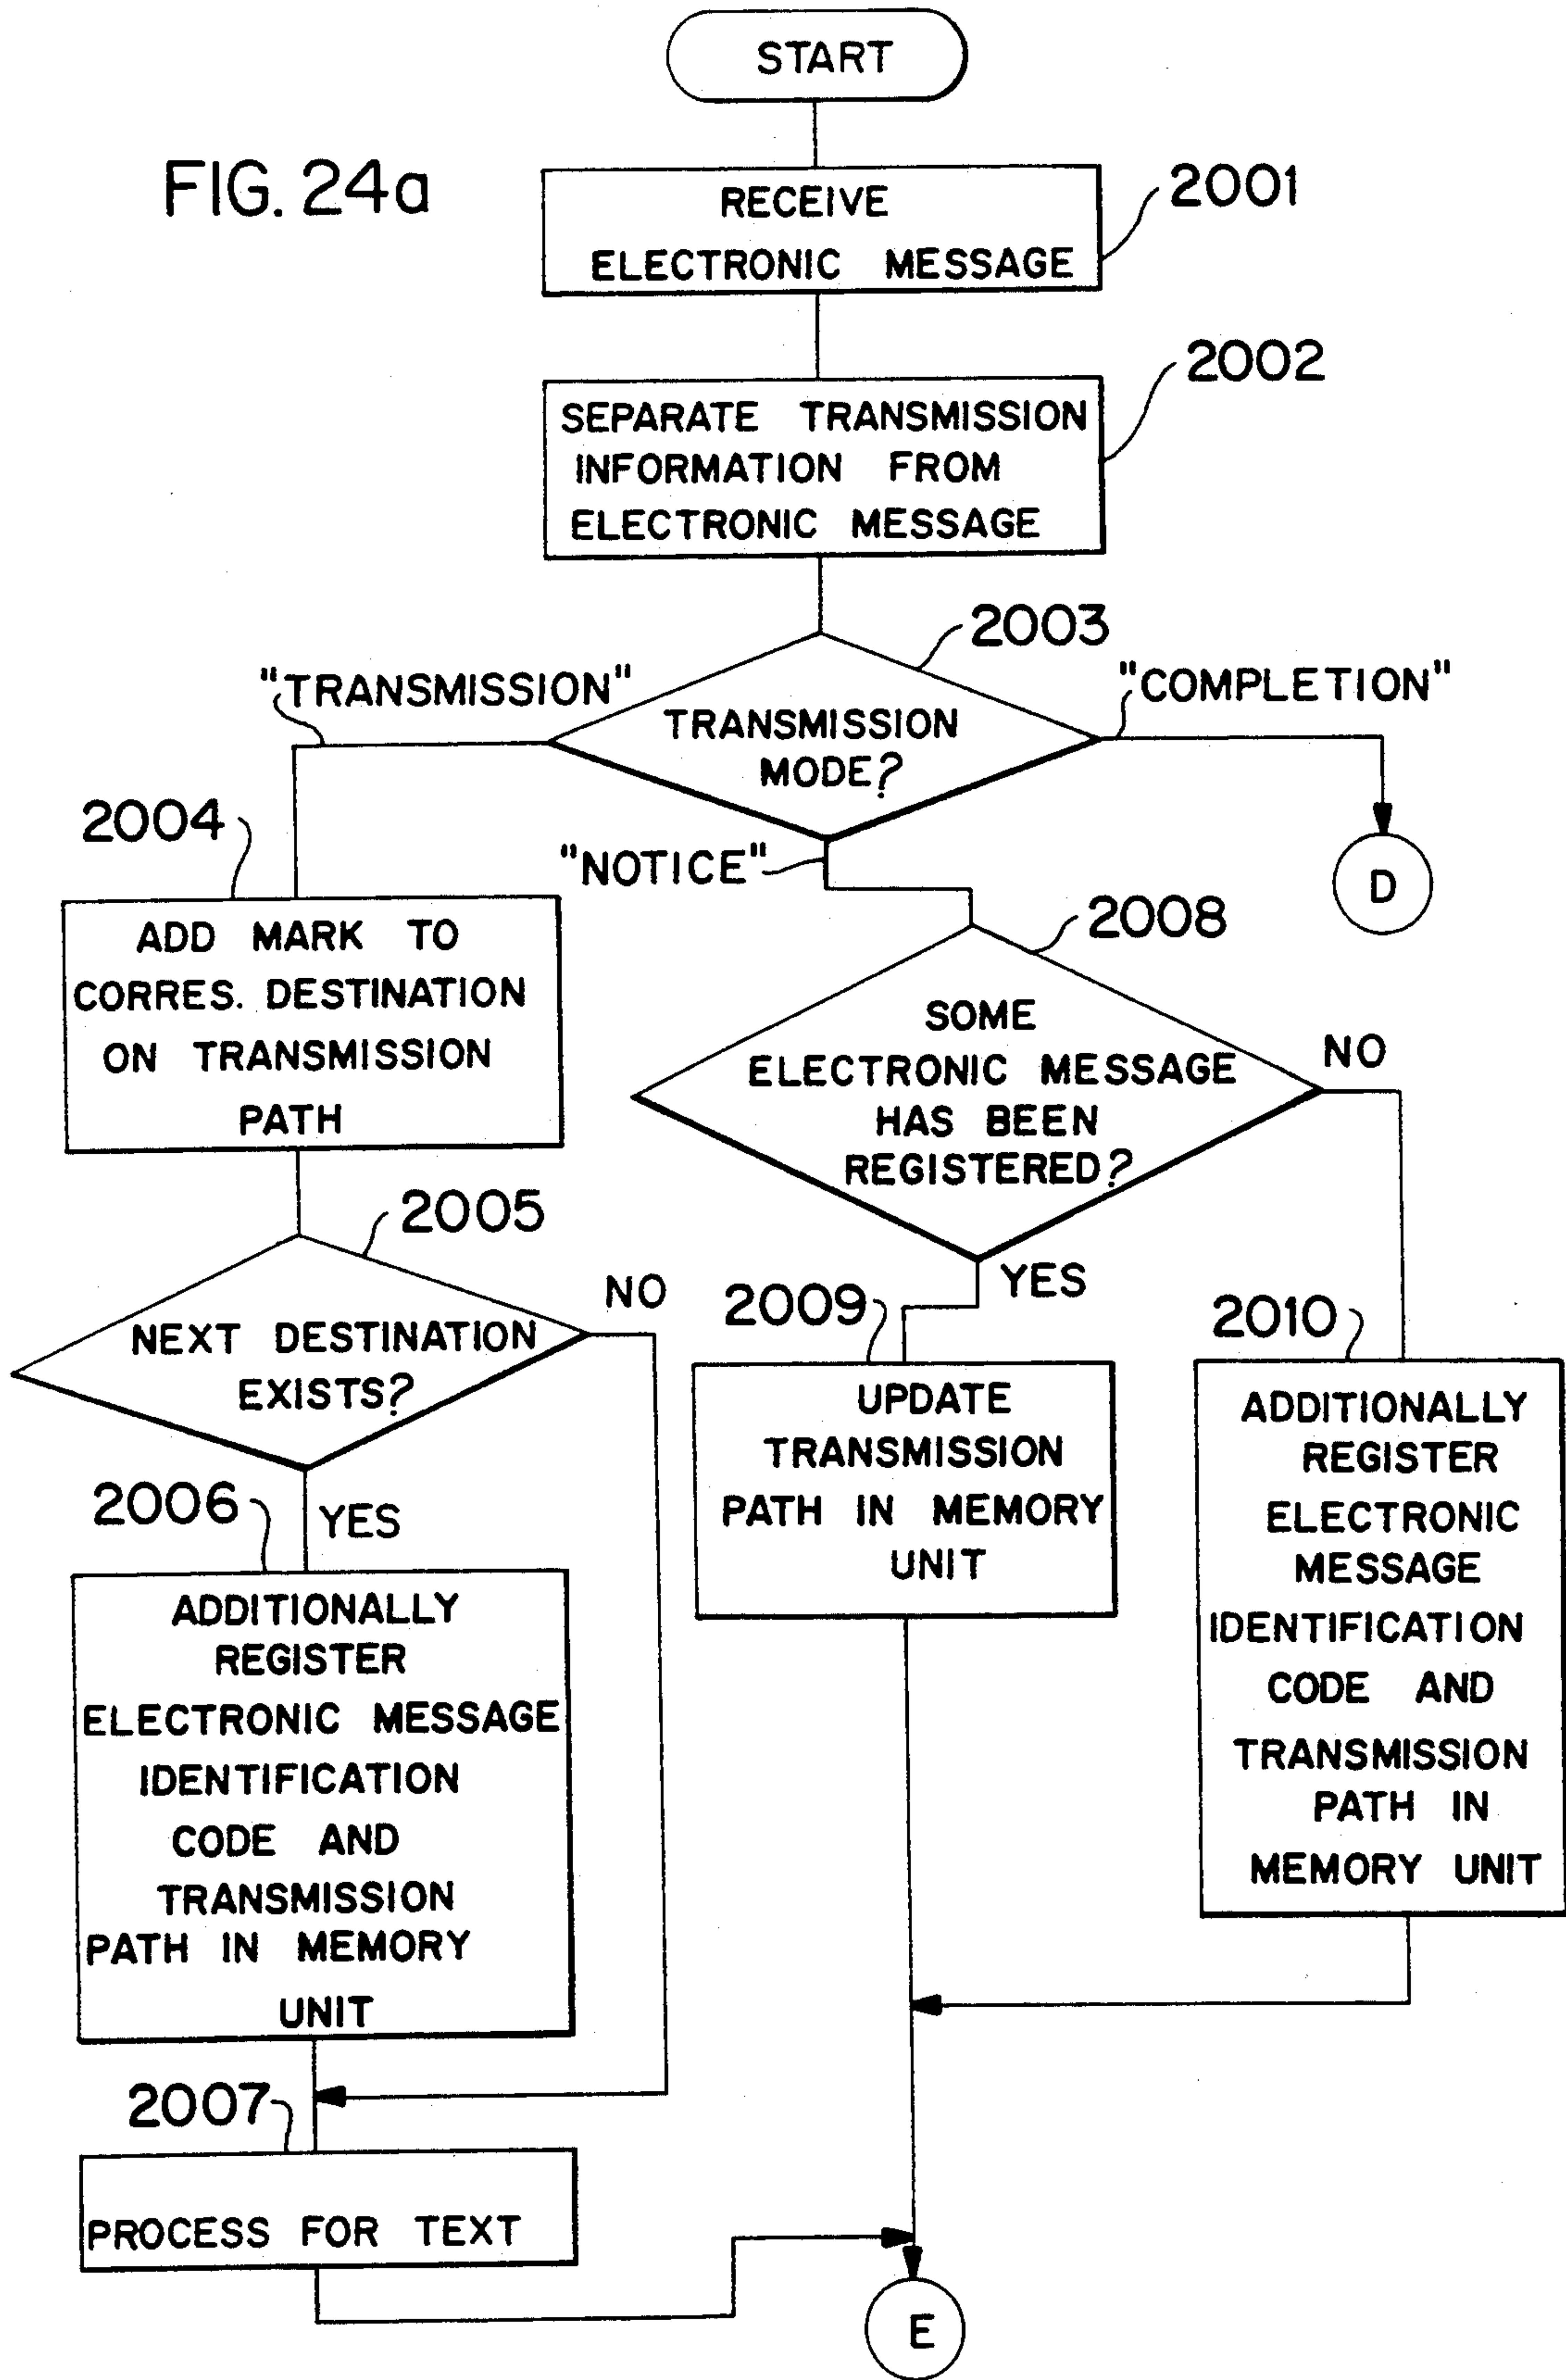 START
FIG. 24a
RECEIVE
ELECTRONIC MESSAGE
2001
SEPARATE TRANSMISSION
INFORMATION FROM
ELECTRONIC MESSAGE
2002
2003
"TRANSMISSION"
TRANSMISSION
MODE?
"COMPLETION"
"NOTICE"
D
2004
ADD MARK TO
CORRES. DESTINATION
ON TRANSMISSION
PATH
2008
SOME
ELECTRONIC MESSAGE
HAS BEEN
REGISTERED?
NO
YES
2005
NEXT DESTINATION
EXISTS?
NO
YES
2009
UPDATE
TRANSMISSION
PATH IN MEMORY
UNIT
2010
ADDITIONALLY
REGISTER
ELECTRONIC
MESSAGE
IDENTIFICATION
CODE AND
TRANSMISSION
PATH IN
MEMORY UNIT
2006
ADDITIONALLY
REGISTER
ELECTRONIC MESSAGE
IDENTIFICATION
CODE AND
TRANSMISSION
PATH IN MEMORY
UNIT
2007
PROCESS FOR TEXT
E